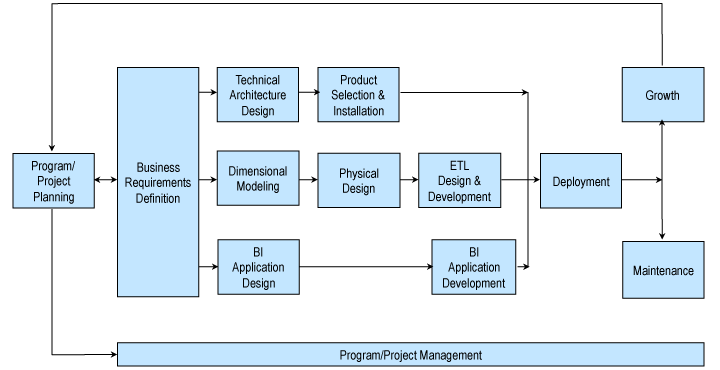 Technical
Architecture
Design
Product
Selection &
Installation
Growth
Program/
Project
Planning
Business
Requirements
Definition
Dimensional
Modeling
Physical
Design
ETL
Design &
Development
Deployment
BI
Application
Design
BI
Application
Development
Maintenance
Program/Project Management